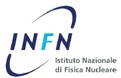 INFN
Istituto Nazionale
di Fisica Nucleare